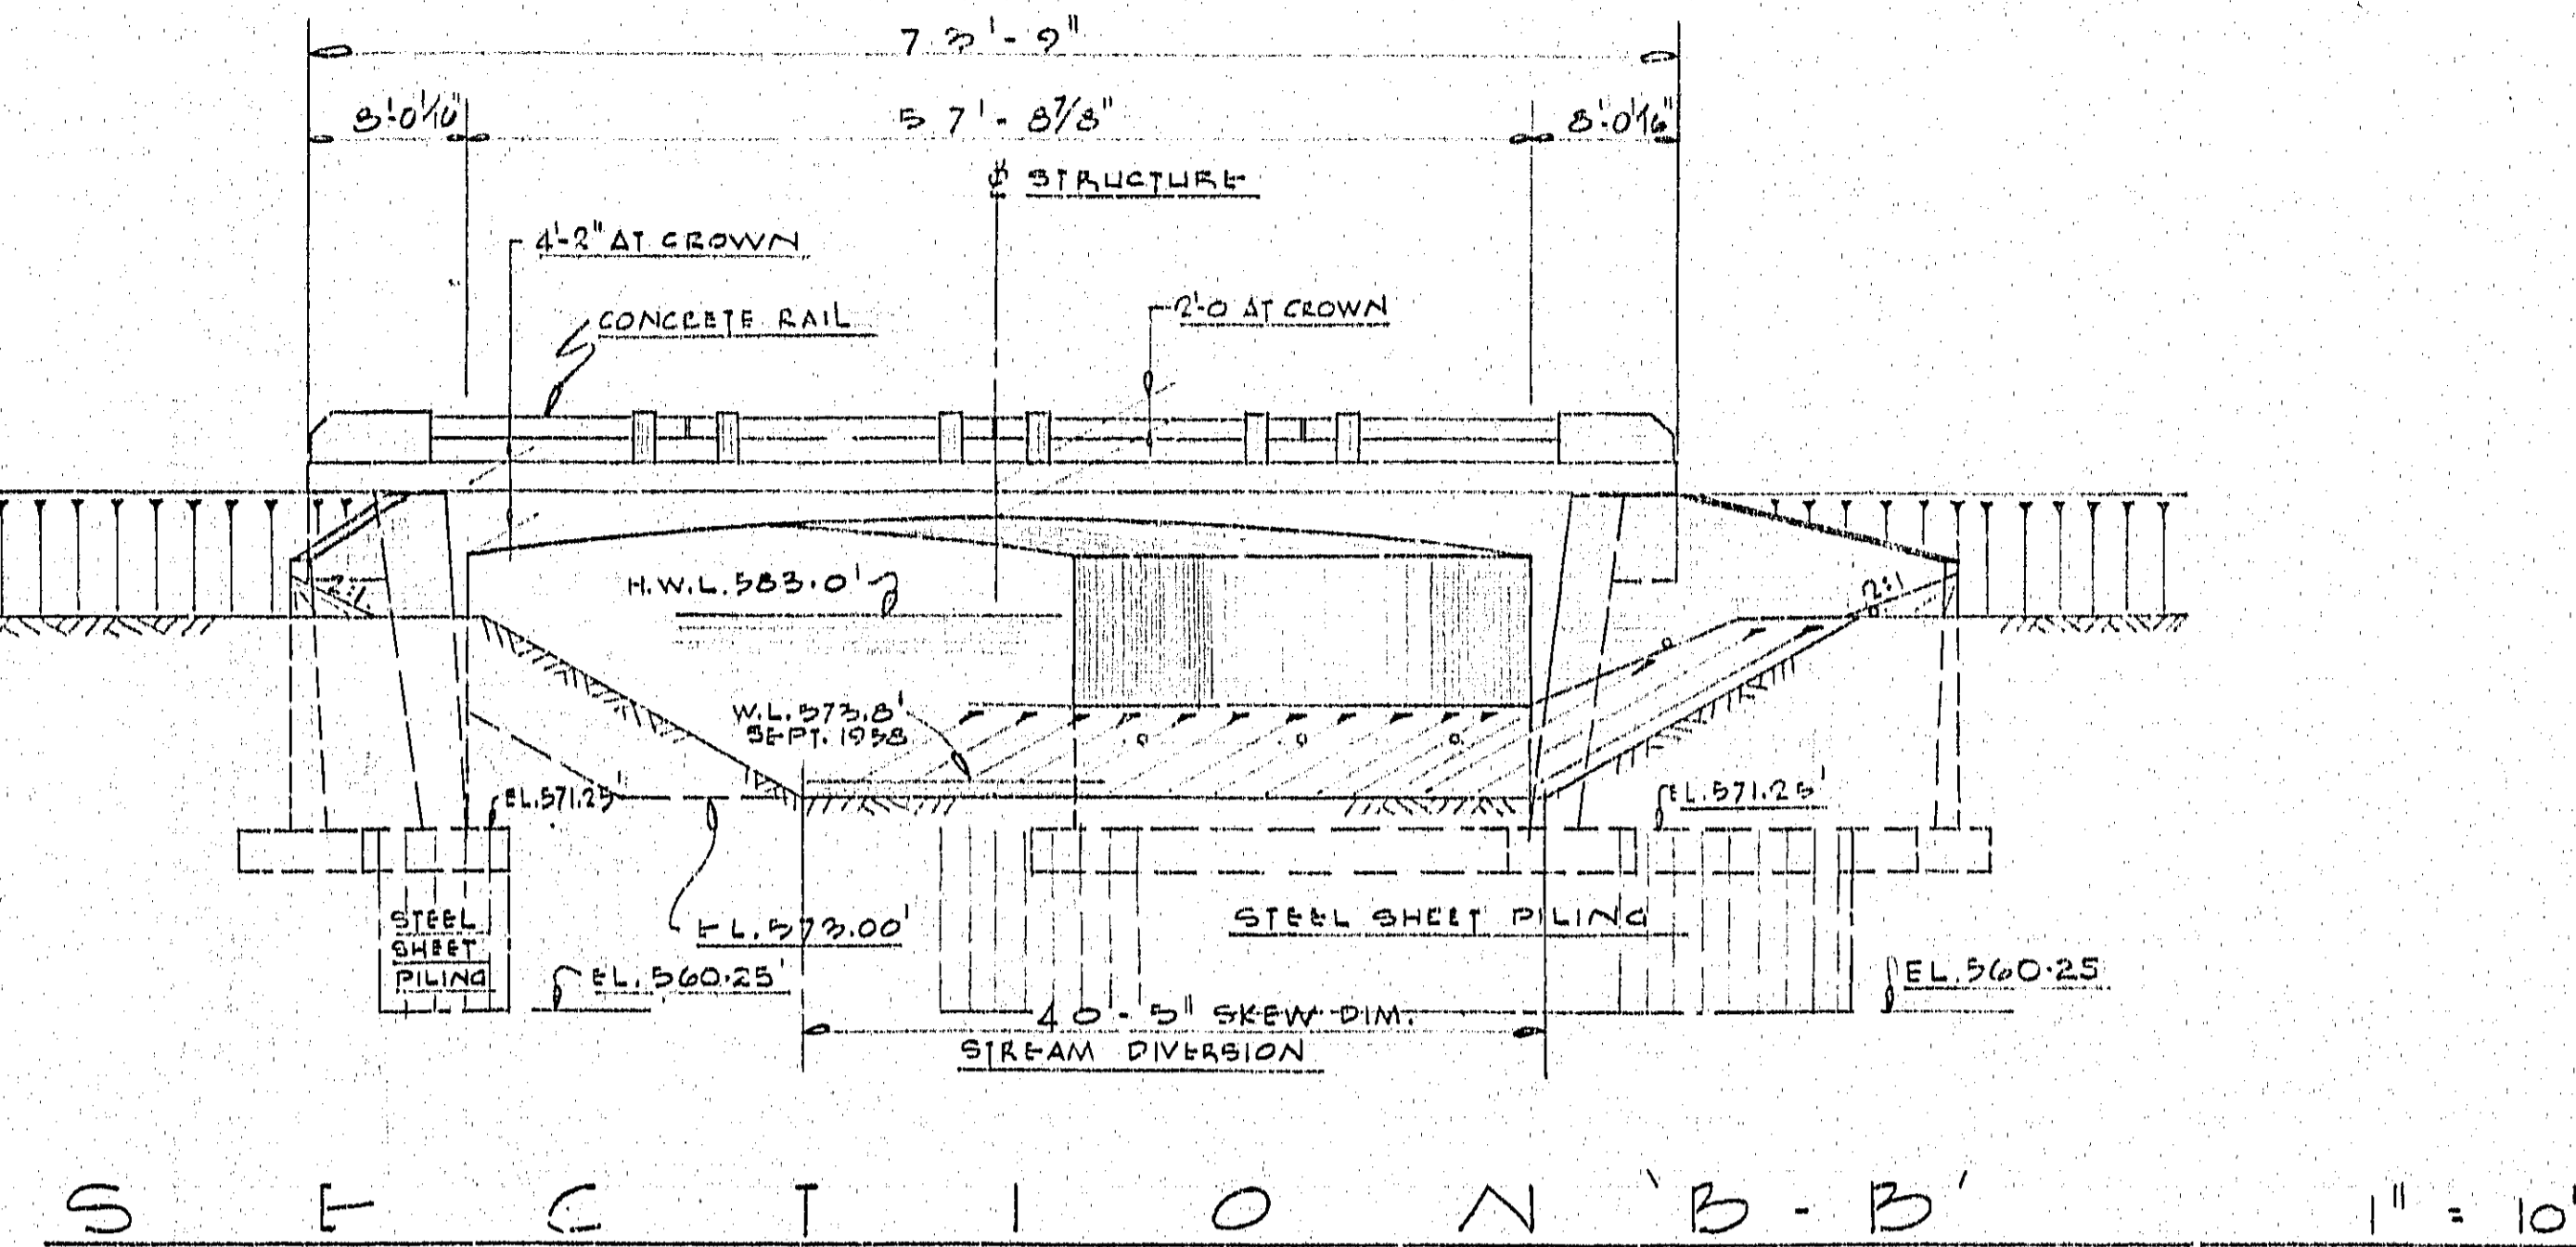 73'-9"
8'-0 1/16"
57'-8 7/8"
8'-0 1/16"
℄ STRUCTURE
4'-2" AT CROWN
CONCRETE RAIL
2'-0 AT CROWN
H.W.L. 583.0'
2:1
2:1
W.L. 573.8'
SEPT. 1958
EL. 571.25'
EL. 571.25'
STEEL
SHEET
PILING
EL. 573.00'
STEEL SHEET PILING
EL. 560.25'
EL. 560.25
40'-5" SKEW DIM.
STREAM DIVERSION
SECTION 'B-B'
1" = 10'